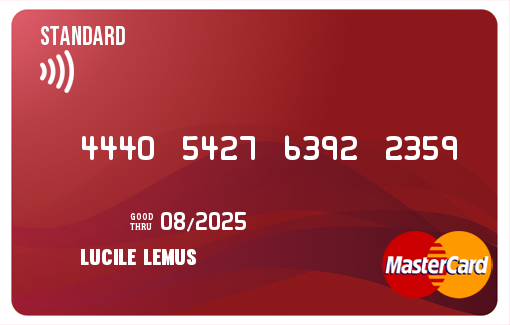 STANDARD
4440 5427 6392 2359
GOOD THRU 08/2025
LUCILE LEMUS
MasterCard